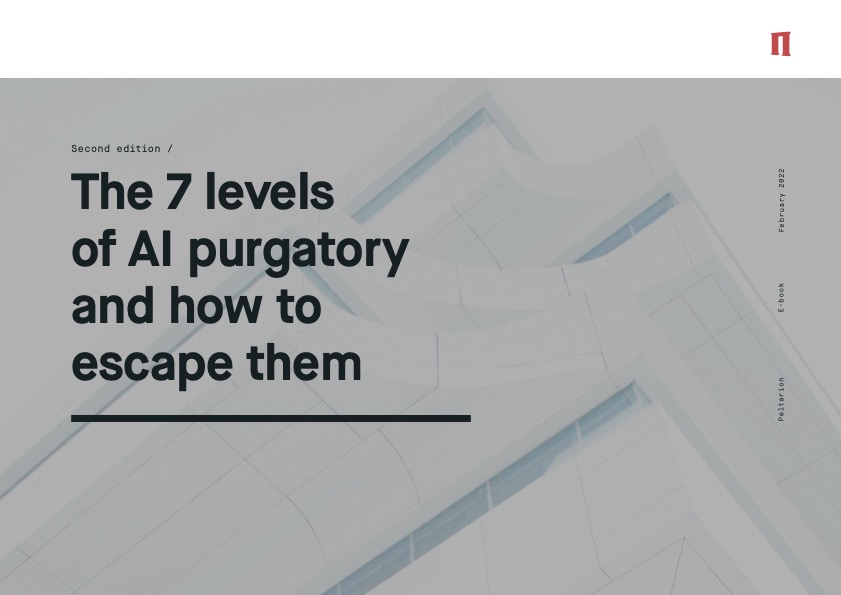 Second edition /
The 7 levels
of AI purgatory
and how to
escape them
February 2022
E-book
Peltarion